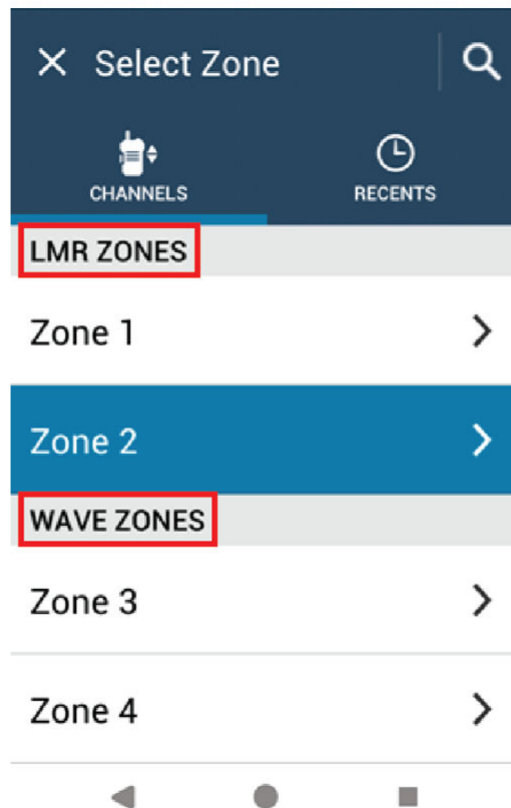 Select Zone
CHANNELS
RECENTS
LMR ZONES
Zone 1
Zone 2
WAVE ZONES
Zone 3
Zone 4